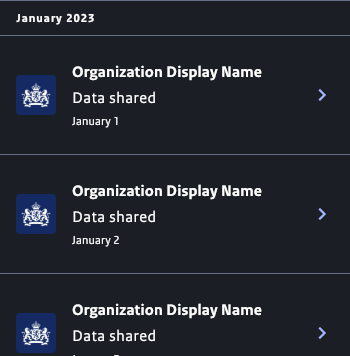 January 2023
Organization Display Name
Data shared
January 1
Organization Display Name
Data shared
January 2
Organization Display Name
Data shared